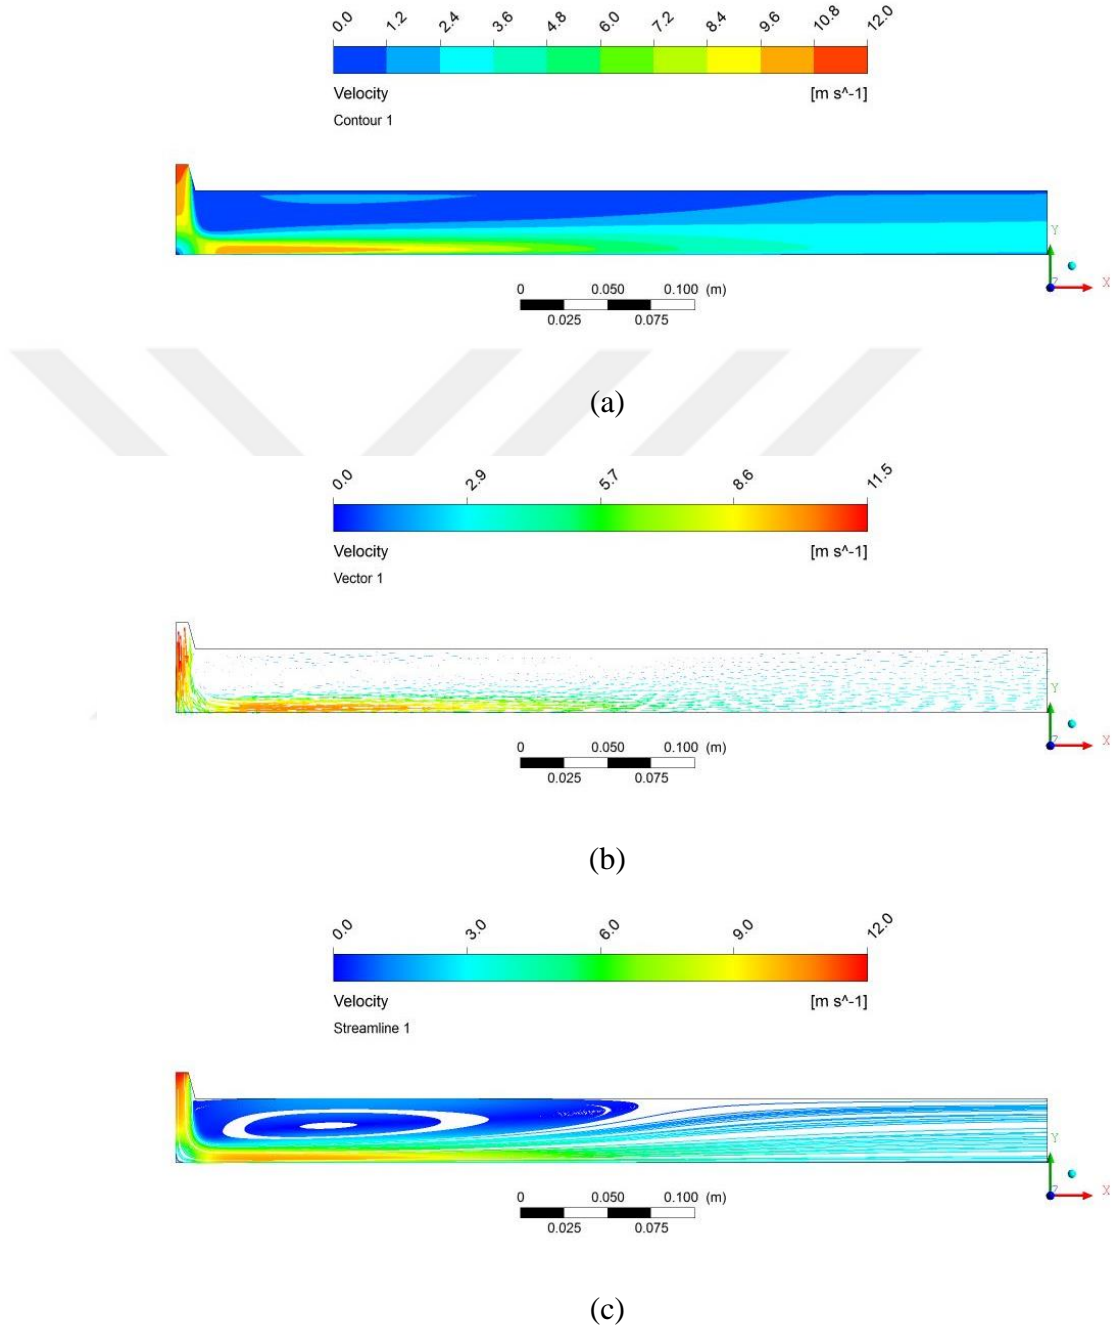 0.0 1.2 2.4 3.6 4.8 6.0 7.2 8.4 9.6 10.8 12.0
Velocity [m s^-1]
Contour 1
Y
Z X
0 0.050 0.100 (m)
0.025 0.075
(a)
0.0 2.9 5.7 8.6 11.5
Velocity [m s^-1]
Vector 1
Y
Z X
0 0.050 0.100 (m)
0.025 0.075
(b)
0.0 3.0 6.0 9.0 12.0
Velocity [m s^-1]
Streamline 1
Y
Z X
0 0.050 0.100 (m)
0.025 0.075
(c)